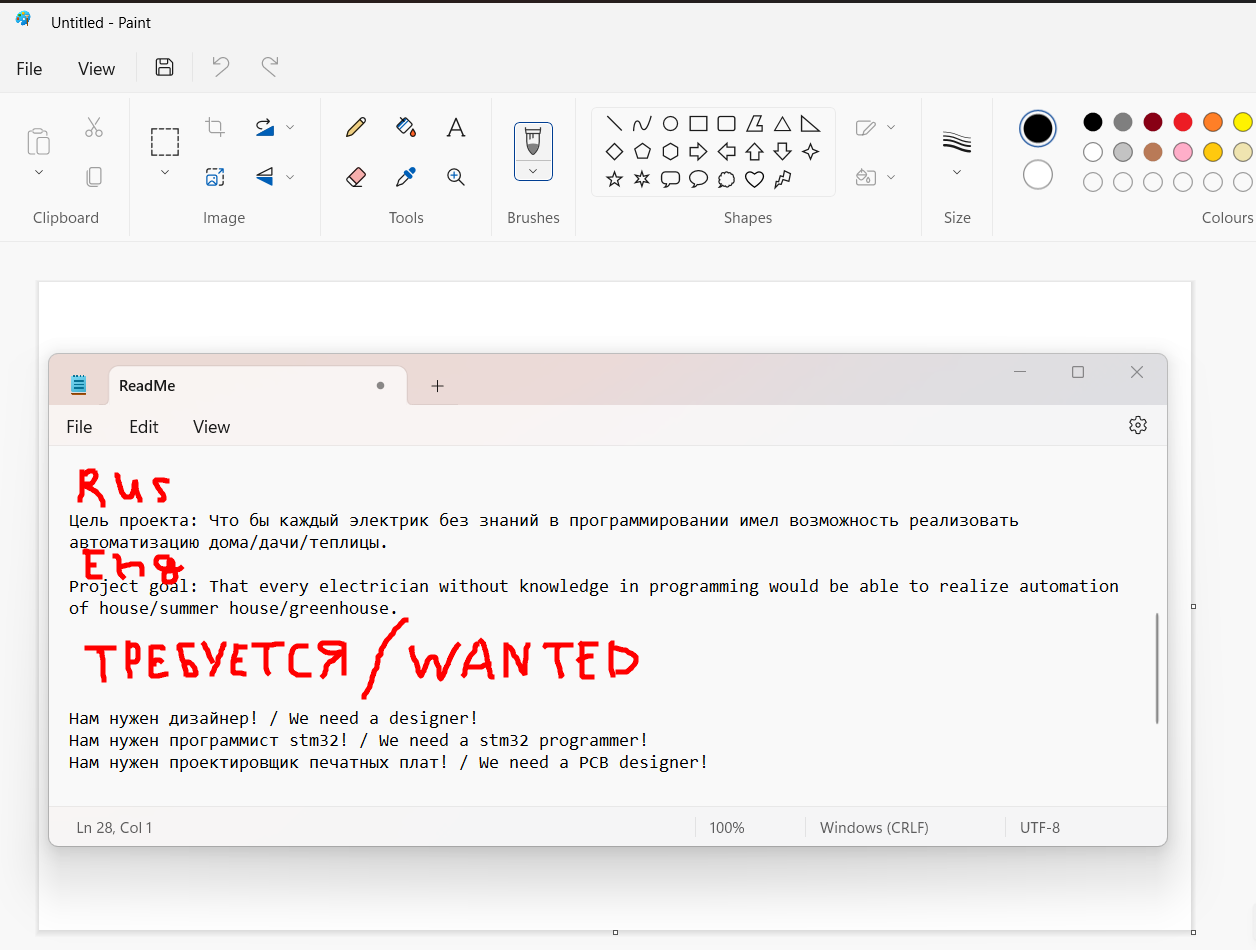 Untitled - Paint
File View
Clipboard Image Tools Brushes Shapes Size Colours
ReadMe
File Edit View
Rus
Цель проекта: Что бы каждый электрик без знаний в программировании имел возможность реализовать
автоматизацию дома/дачи/теплицы.
Eng
Project goal: That every electrician without knowledge in programming would be able to realize automation
of house/summer house/greenhouse.
ТРЕБУЕТСЯ/WANTED
Нам нужен дизайнер! / We need a designer!
Нам нужен программист stm32! / We need a stm32 programmer!
Нам нужен проектировщик печатных плат! / We need a PCB designer!
Ln 28, Col 1 100% Windows (CRLF) UTF-8